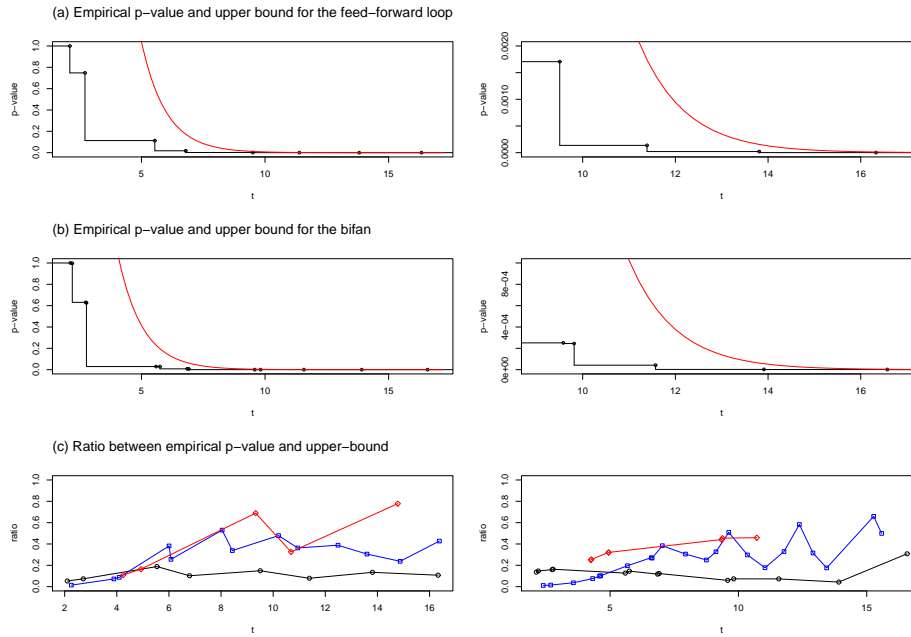 (a) Empirical p−value and upper bound for the feed−forward loop
p−value
0.0 0.2 0.4 0.6 0.8 1.0
5 10 15
t
p−value
0.0000 0.0010 0.0020
10 12 14 16
t
(b) Empirical p−value and upper bound for the bifan
p−value
0.0 0.2 0.4 0.6 0.8 1.0
5 10 15
t
p−value
0e+00 4e−04 8e−04
10 12 14 16
t
(c) Ratio between empirical p−value and upper−bound
ratio
0.0 0.2 0.4 0.6 0.8 1.0
2 4 6 8 10 12 14 16
t
ratio
0.0 0.2 0.4 0.6 0.8 1.0
5 10 15
t